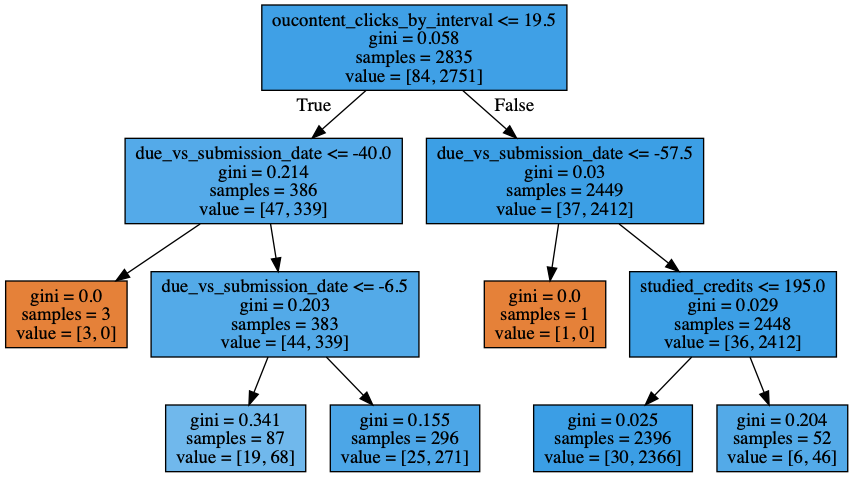 oucontent_clicks_by_interval <= 19.5
gini = 0.058
samples = 2835
value = [84, 2751]
True
False
due_vs_submission_date <= -40.0
gini = 0.214
samples = 386
value = [47, 339]
due_vs_submission_date <= -57.5
gini = 0.03
samples = 2449
value = [37, 2412]
gini = 0.0
samples = 3
value = [3, 0]
due_vs_submission_date <= -6.5
gini = 0.203
samples = 383
value = [44, 339]
gini = 0.0
samples = 1
value = [1, 0]
studied_credits <= 195.0
gini = 0.029
samples = 2448
value = [36, 2412]
gini = 0.341
samples = 87
value = [19, 68]
gini = 0.155
samples = 296
value = [25, 271]
gini = 0.025
samples = 2396
value = [30, 2366]
gini = 0.204
samples = 52
value = [6, 46]